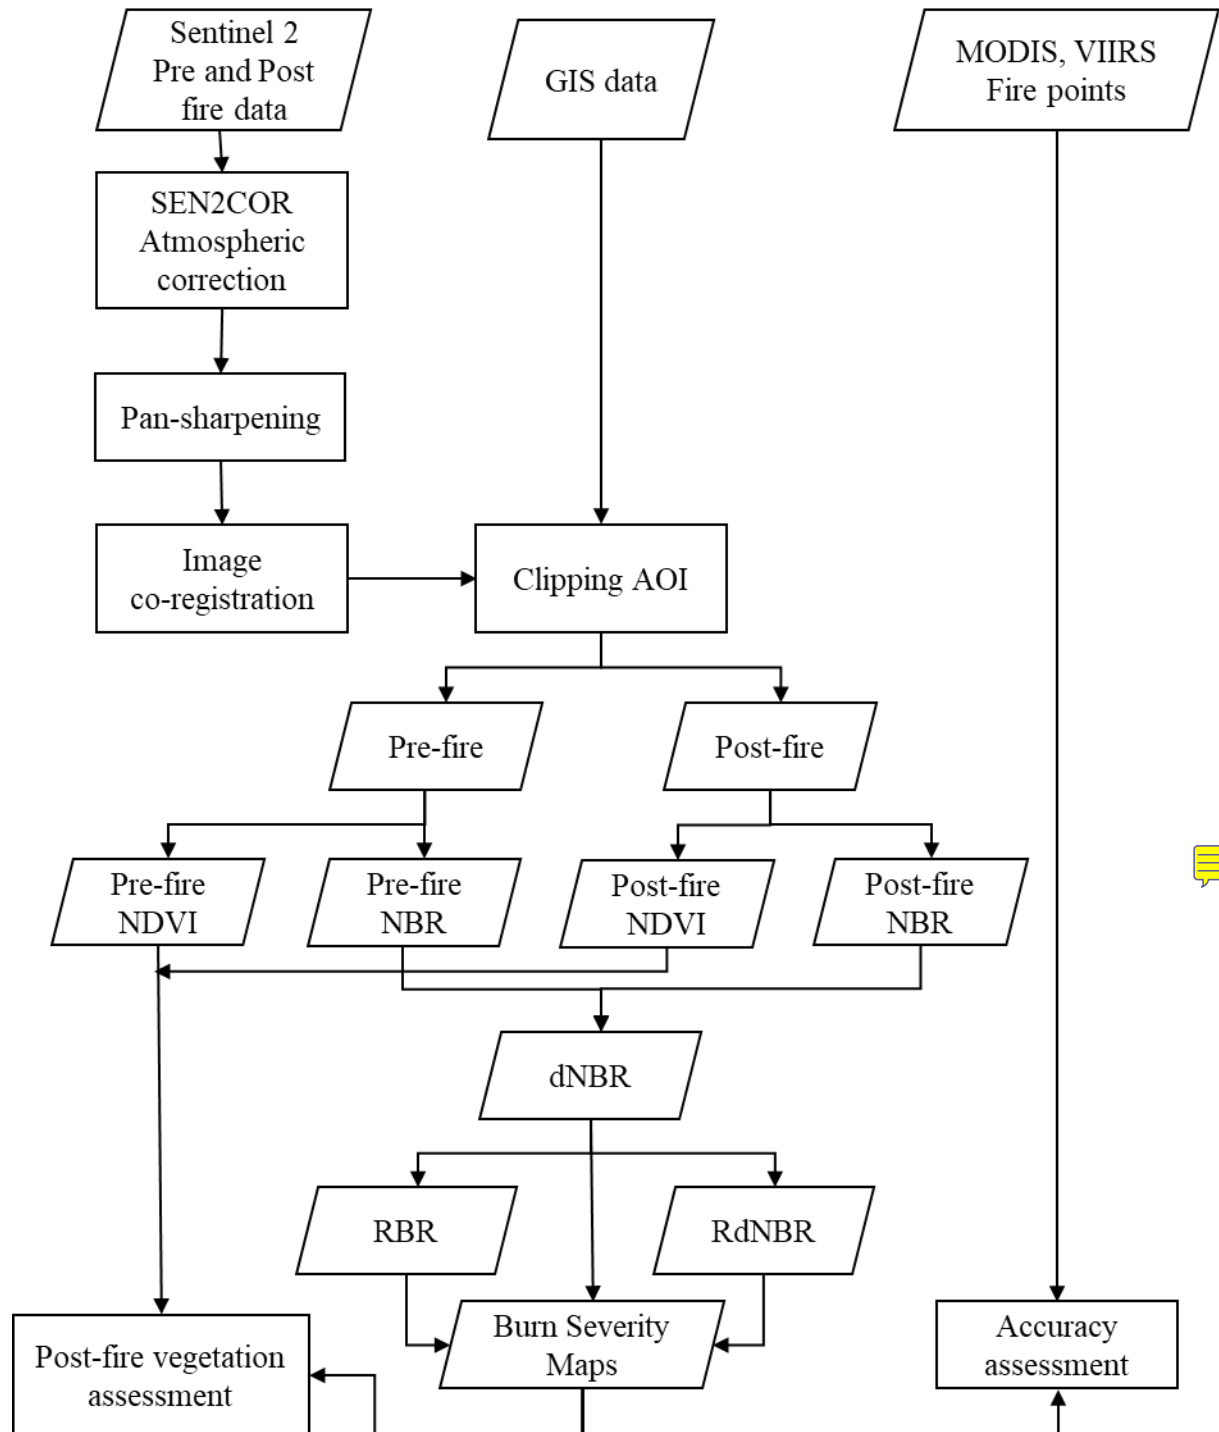 Sentinel 2
Pre and Post
fire data
GIS data
MODIS, VIIRS
Fire points
SEN2COR
Atmospheric
correction
Pan-sharpening
Image
co-registration
Clipping AOI
Pre-fire
Post-fire
Pre-fire
NDVI
Pre-fire
NBR
Post-fire
NDVI
Post-fire
NBR
dNBR
RBR
RdNBR
Burn Severity
Maps
Post-fire vegetation
assessment
Accuracy
assessment